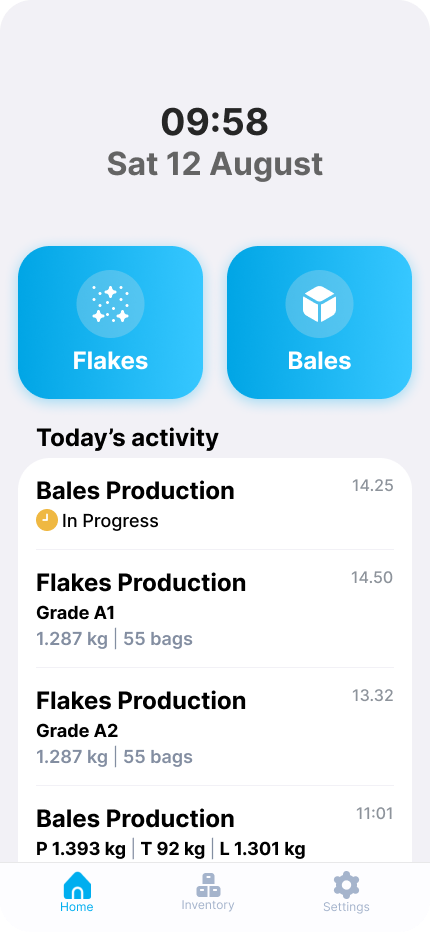 09:58
Sat 12 August
Flakes
Bales
Today’s activity
Bales Production 14.25
In Progress
Flakes Production 14.50
Grade A1
1.287 kg | 55 bags
Flakes Production 13.32
Grade A2
1.287 kg | 55 bags
Bales Production 11:01
P 1.393 kg | T 92 kg | L 1.301 kg
Home
Inventory
Settings